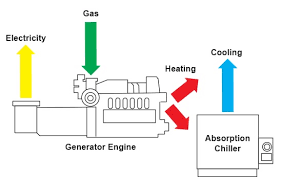 Gas
Electricity
Cooling
Heating
Generator Engine
Absorption
Chiller